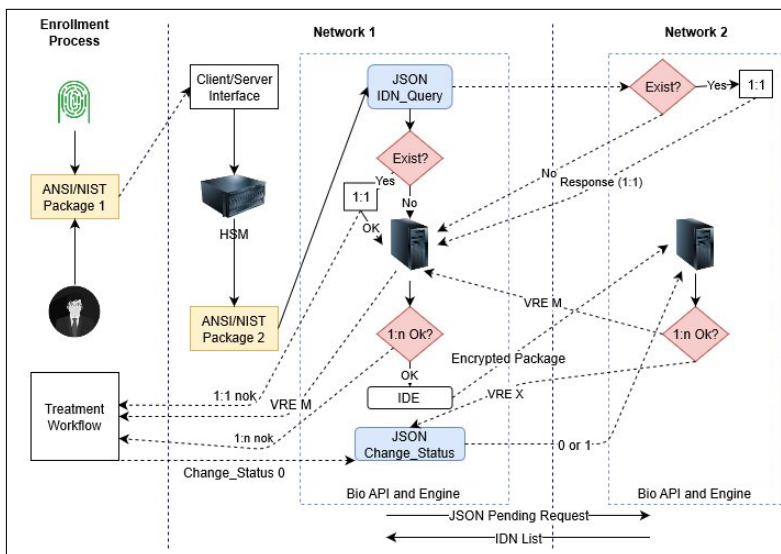 Enrollment
Process
Network 1
Network 2
Client/Server
Interface
JSON
IDN_Query
Exist?
Yes
1:1
Exist?
Yes
No
1:1
OK
No
Response (1:1)
ANSI/NIST
Package 1
HSM
ANSI/NIST
Package 2
VRE M
1:n Ok?
1:n Ok?
Encrypted Package
OK
IDE
1:1 nok
VRE M
VRE X
Treatment
Workflow
1:n nok
JSON
Change_Status
0 or 1
Change_Status 0
Bio API and Engine
Bio API and Engine
JSON Pending Request
IDN List